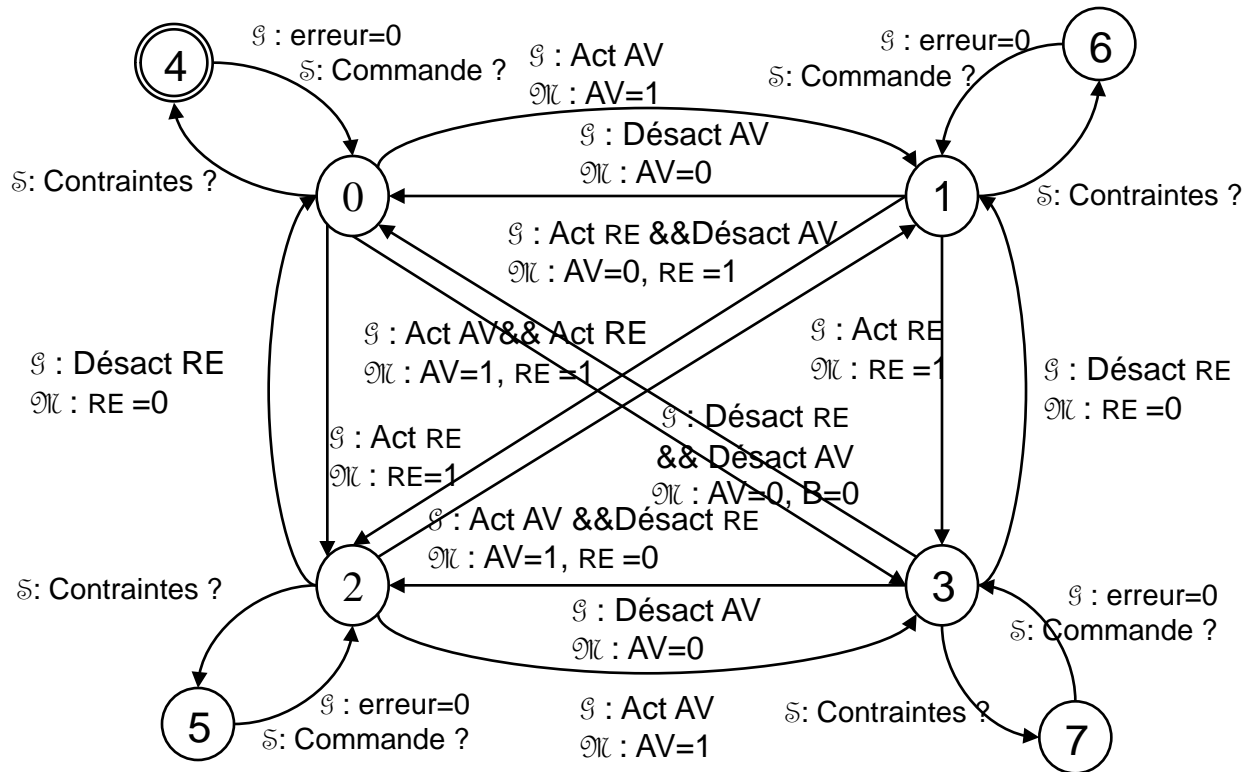 4
𝒢 : erreur=0
𝕊: Commande ?
𝔐 : AV=1
𝒢 : Act AV
𝒢 : erreur=0
𝕊: Commande ?
6
𝒢 : Désact AV
𝔐 : AV=0
𝕊: Contraintes ?
0
1
𝕊: Contraintes ?
𝒢 : Act RE &&Désact AV
𝔐 : AV=0, RE =1
𝒢 : Act AV&& Act RE
𝔐 : AV=1, RE =1
𝒢 : Act RE
𝔐 : RE =1
𝒢 : Désact RE
𝔐 : RE =0
𝒢 : Désact RE
𝔐 : RE =0
𝒢 : Act RE
𝔐 : RE=1
𝒢 : Désact RE
&& Désact AV
𝔐 : AV=0, B=0
𝒢 : Act AV &&Désact RE
𝔐 : AV=1, RE =0
𝕊: Contraintes ?
2
3
𝒢 : Désact AV
𝔐 : AV=0
𝒢 : erreur=0
𝕊: Commande ?
5
𝒢 : erreur=0
𝕊: Commande ?
𝒢 : Act AV
𝔐 : AV=1
𝕊: Contraintes ?
7